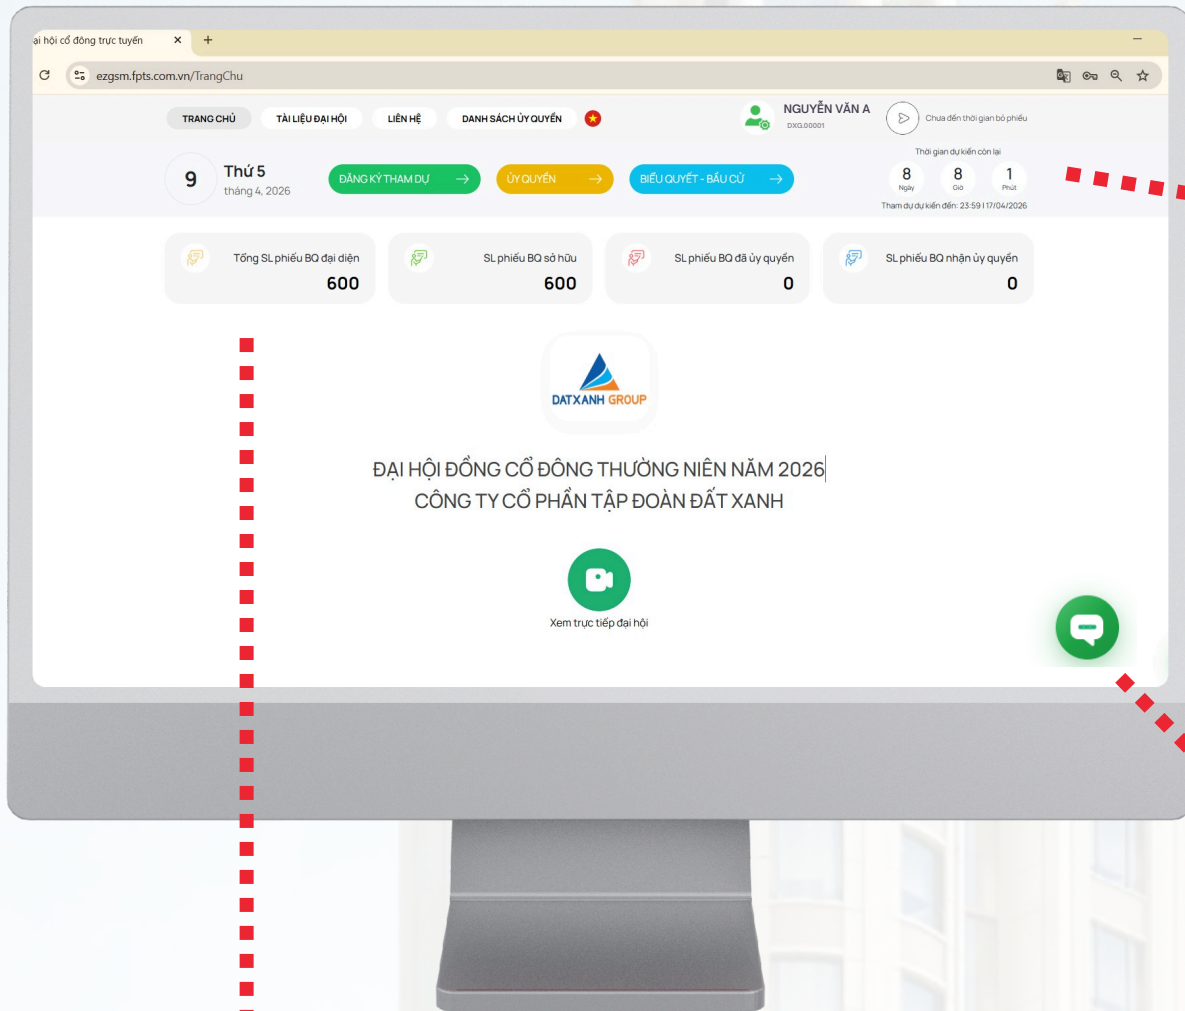 ại hội cổ đông trực tuyến
ezgsm.fpts.com.vn/TrangChu
TRANG CHỦ TÀI LIỆU ĐẠI HỘI LIÊN HỆ DANH SÁCH ỦY QUYỀN
NGUYỄN VĂN A
DXG.00001
Chưa đến thời gian bỏ phiếu
9
Thứ 5
tháng 4, 2026
ĐĂNG KÝ THAM DỰ
ỦY QUYỀN
BIỂU QUYẾT - BẦU CỬ
Thời gian dự kiến còn lại
8 8 1
Ngày Giờ Phút
Tham dự dự kiến đến: 23:59 | 17/04/2026
Tổng SL phiếu BQ đại diện
600
SL phiếu BQ sở hữu
600
SL phiếu BQ đã ủy quyền
0
SL phiếu BQ nhận ủy quyền
0
DATXANH GROUP
ĐẠI HỘI ĐỒNG CỔ ĐÔNG THƯỜNG NIÊN NĂM 2026
CÔNG TY CỔ PHẦN TẬP ĐOÀN ĐẤT XANH
Xem trực tiếp đại hội